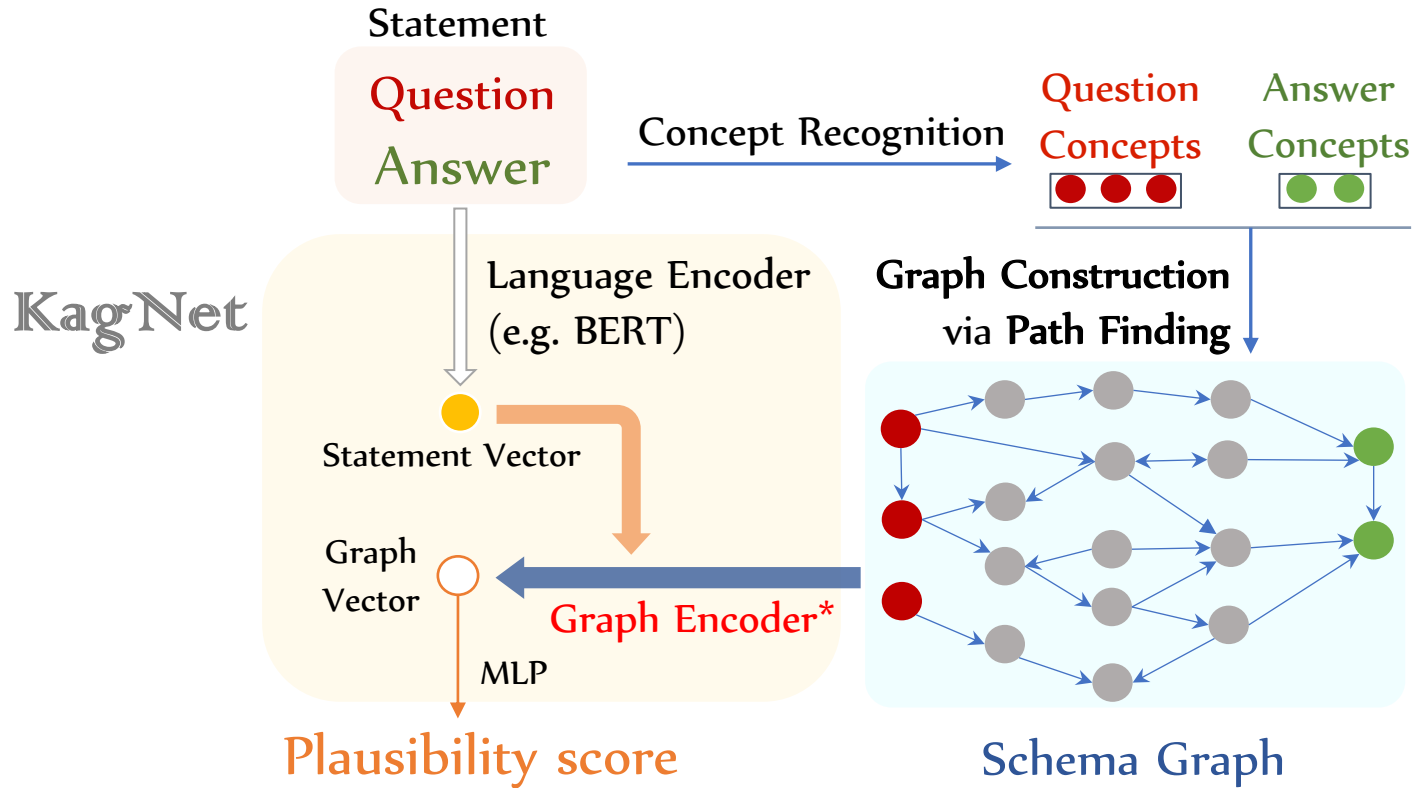 Statement
Question
Answer
Concept Recognition
Question
Concepts
Answer
Concepts
KagNet
Language Encoder
(e.g. BERT)
Graph Construction
via Path Finding
Statement Vector
Graph
Vector
Graph Encoder*
MLP
Plausibility score
Schema Graph